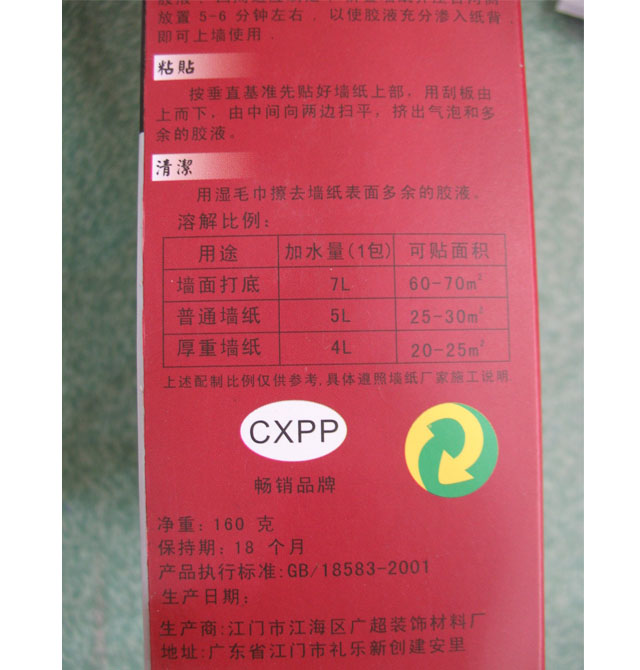 放置 5-6 分钟左右．以使胶液充分渗入纸背
即可上墙使用．
粘貼
按垂直基准先贴好墙纸上部，用刮板由
上而下，由中间向两边扫平，挤出气泡和多
余的胶液。
清潔
用湿毛巾擦去墙纸表面多余的胶液。
溶解比例：
用途 加水量(1包) 可贴面积
墙面打底 7L 60-70m²
普通墙纸 5L 25-30m²
厚重墙纸 4L 20-25m²
上述配制比例仅供参考,具体遵照墙纸厂家施工说明.
CXPP
畅销品牌
净重：160 克
保持期：18 个月
产品执行标准:GB/18583-2001
生产日期：
生产商:江门市江海区广超装饰材料厂
地址:广东省江门市礼乐新创建安里